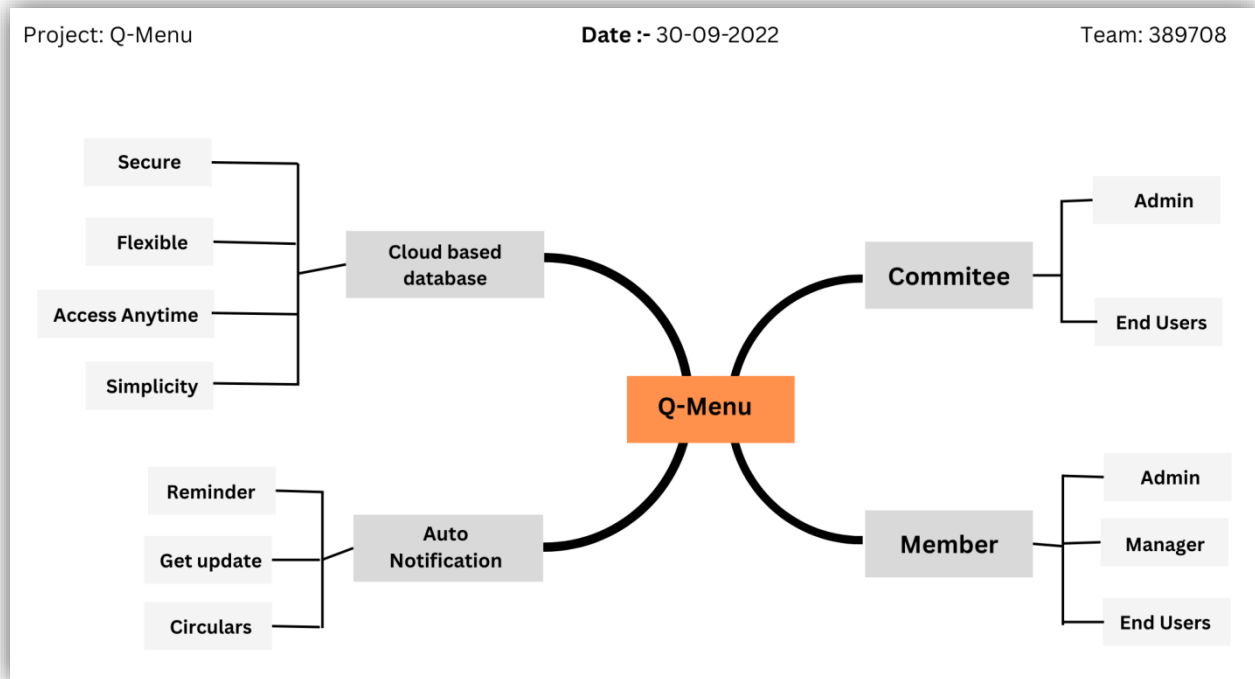 Project: Q-Menu
Date :- 30-09-2022
Team: 389708
Secure
Flexible
Access Anytime
Simplicity
Cloud based
database
Commitee
Admin
End Users
Q-Menu
Reminder
Get update
Circulars
Auto
Notification
Member
Admin
Manager
End Users